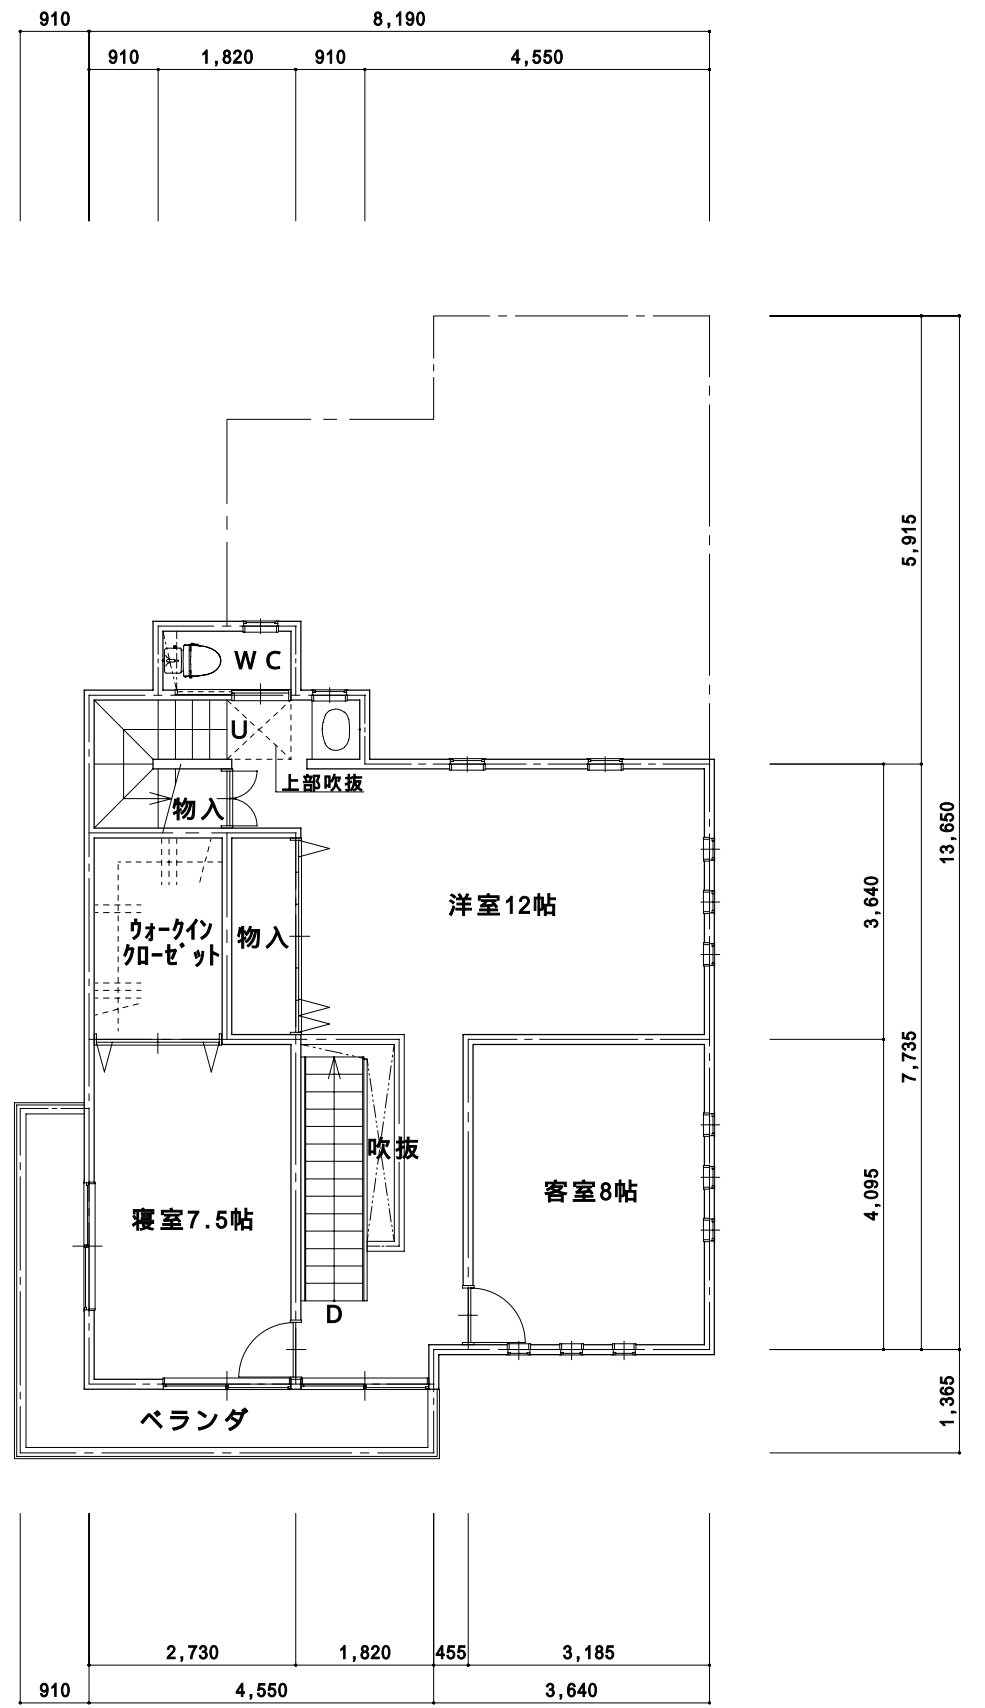 910
8,190
910
1,820
910
4,550
5,915
WC
U
上部吹抜
物入
13,650
3,640
洋室12帖
ウォークイン
クローゼット
物入
7,735
吹抜
4,095
客室8帖
寝室7.5帖
D
1,365
ベランダ
2,730
1,820
455
3,185
910
4,550
3,640